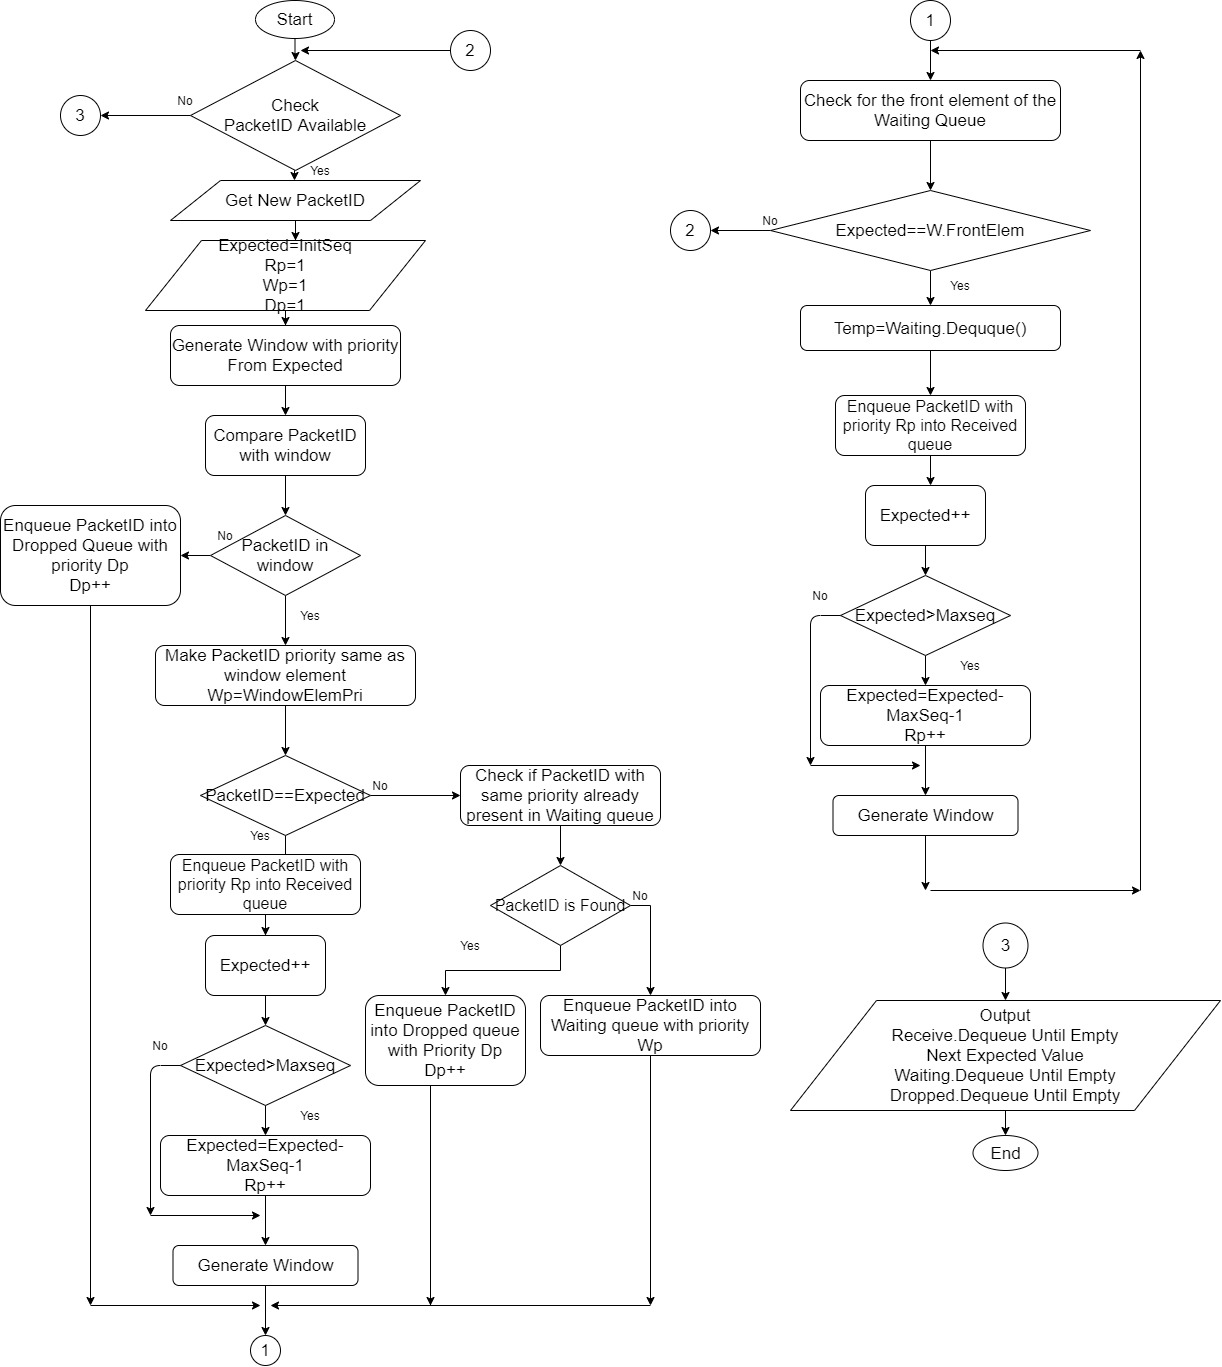 Start
2
Check
PacketID Available
No
3
Yes
Get New PacketID
Expected=InitSeq
Rp=1
Wp=1
Dp=1
Generate Window with priority
From Expected
Compare PacketID
with window
PacketID in
window
No
Enqueue PacketID into
Dropped Queue with
priority Dp
Dp++
Yes
Make PacketID priority same as
window element
Wp=WindowElemPri
PacketID==Expected
No
Check if PacketID with
same priority already
present in Waiting queue
Yes
Enqueue PacketID with
priority Rp into Received
queue
PacketID is Found
No
Yes
Expected++
Enqueue PacketID
into Dropped queue
with Priority Dp
Dp++
Enqueue PacketID into
Waiting queue with priority
Wp
Expected>Maxseq
No
Yes
Expected=Expected-
MaxSeq-1
Rp++
Generate Window
1
1
Check for the front element of the
Waiting Queue
Expected==W.FrontElem
No
2
Yes
Temp=Waiting.Dequque()
Enqueue PacketID with
priority Rp into Received
queue
Expected++
Expected>Maxseq
No
Yes
Expected=Expected-
MaxSeq-1
Rp++
Generate Window
3
Output
Receive.Dequeue Until Empty
Next Expected Value
Waiting.Dequeue Until Empty
Dropped.Dequeue Until Empty
End